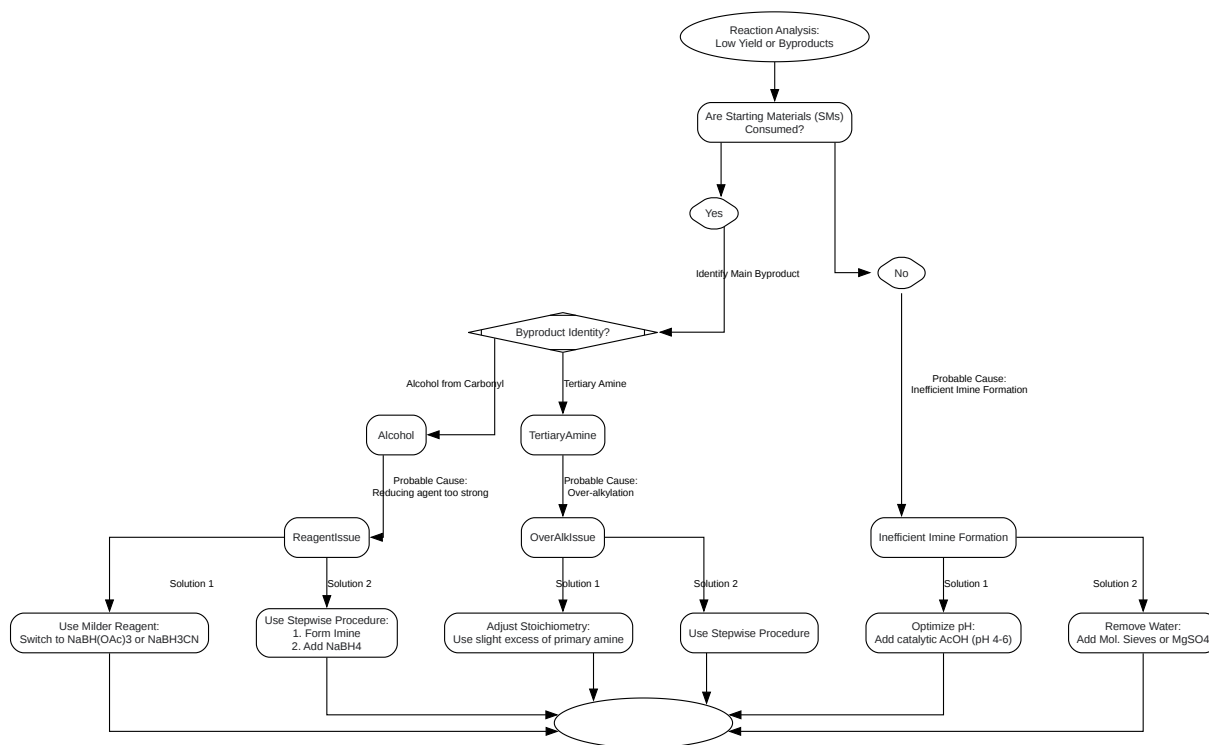 Reaction Analysis:
Low Yield or Byproducts
Are Starting Materials (SMs)
Consumed?
Yes
No
Identify Main Byproduct
Byproduct Identity?
Alcohol from Carbonyl
Tertiary Amine
Probable Cause:
Inefficient Imine Formation
Alcohol
TertiaryAmine
Probable Cause:
Reducing agent too strong
Probable Cause:
Over-alkylation
ReagentIssue
OverAlkIssue
Inefficient Imine Formation
Solution 1
Solution 2
Solution 1
Solution 2
Solution 1
Solution 2
Use Milder Reagent:
Switch to NaBH(OAc)3 or NaBH3CN
Use Stepwise Procedure:
1. Form Imine
2. Add NaBH4
Adjust Stoichiometry:
Use slight excess of primary amine
Use Stepwise Procedure
Optimize pH:
Add catalytic AcOH (pH 4-6)
Remove Water:
Add Mol. Sieves or MgSO4